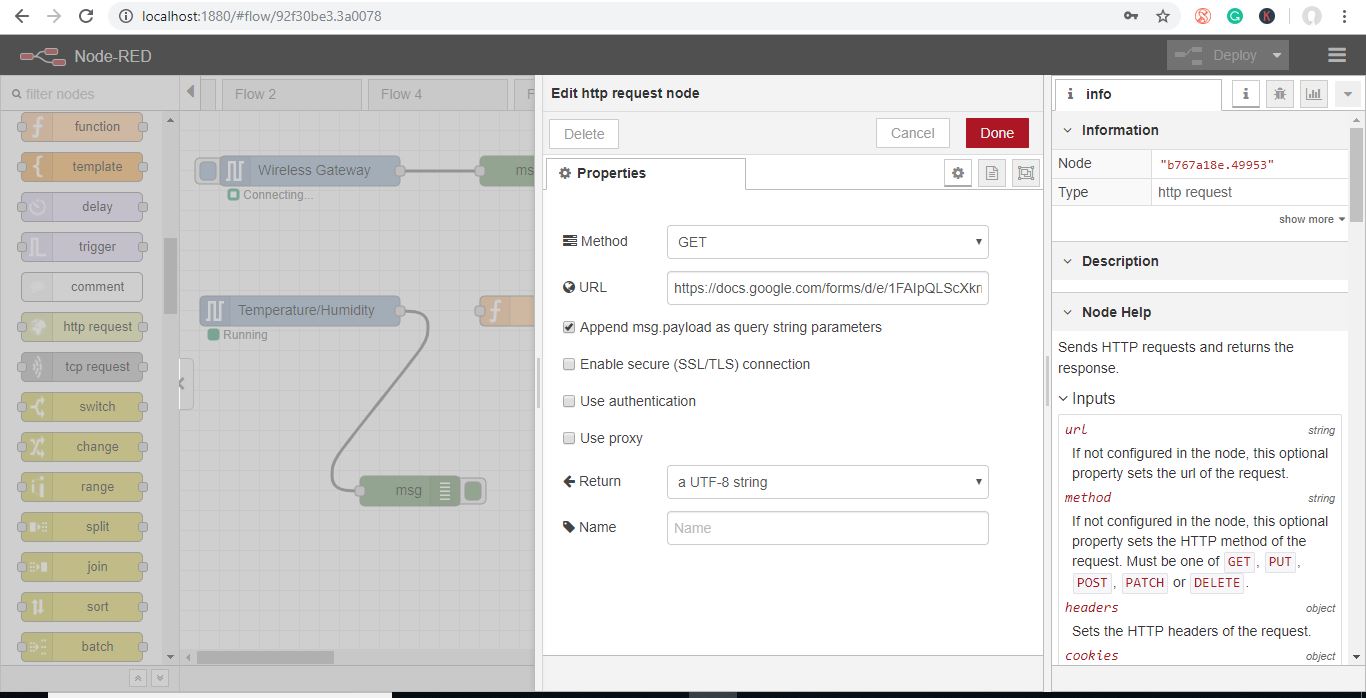 localhost:1880/#flow/92f30be3.3a0078
Node-RED
Deploy
filter nodes
function
template
delay
trigger
comment
http request
tcp request
switch
change
range
split
join
sort
batch
Flow 2
Flow 4
F
Wireless Gateway
Connecting...
ms
Temperature/Humidity
Running
msg
Edit http request node
Delete
Cancel
Done
Properties
Method
GET
URL
https://docs.google.com/forms/d/e/1FAIpQLScXkr
Append msg.payload as query string parameters
Enable secure (SSL/TLS) connection
Use authentication
Use proxy
Return
a UTF-8 string
Name
Name
info
Information
Node "b767a18e.49953"
Type http request
show more
Description
Node Help
Sends HTTP requests and returns the
response.
Inputs
url string
If not configured in the node, this optional
property sets the url of the request.
method string
If not configured in the node, this optional
property sets the HTTP method of the
request. Must be one of GET, PUT,
POST, PATCH or DELETE.
headers object
Sets the HTTP headers of the request.
cookies object